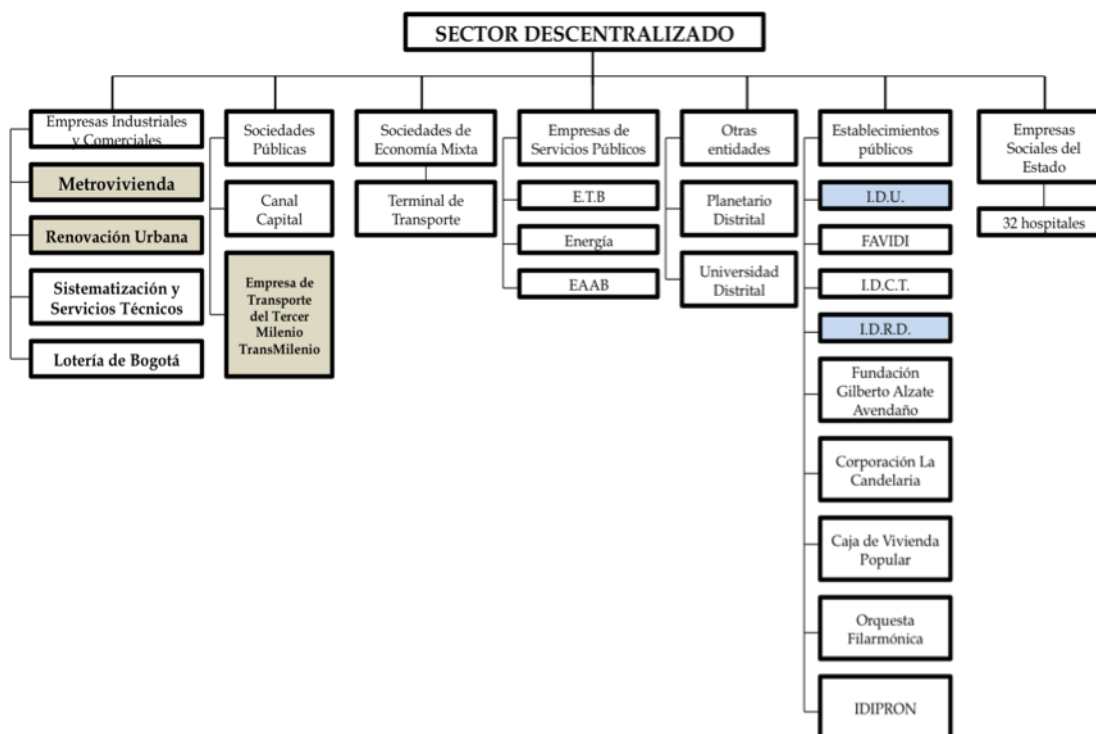 SECTOR DESCENTRALIZADO
Empresas Industriales
y Comerciales
Metrovivienda
Renovación Urbana
Sistematización y
Servicios Técnicos
Lotería de Bogotá
Sociedades
Públicas
Canal
Capital
Empresa de
Transporte
del Tercer
Milenio
TransMilenio
Sociedades de
Economía Mixta
Terminal de
Transporte
Empresas de
Servicios Públicos
E.T.B
Energía
EAAB
Otras
entidades
Planetario
Distrital
Universidad
Distrital
Establecimientos
públicos
I.D.U.
FAVIDI
I.D.C.T.
I.D.R.D.
Fundación
Gilberto Alzate
Avendaño
Corporación La
Candelaria
Caja de Vivienda
Popular
Orquesta
Filarmónica
IDIPRON
Empresas
Sociales del
Estado
32 hospitales